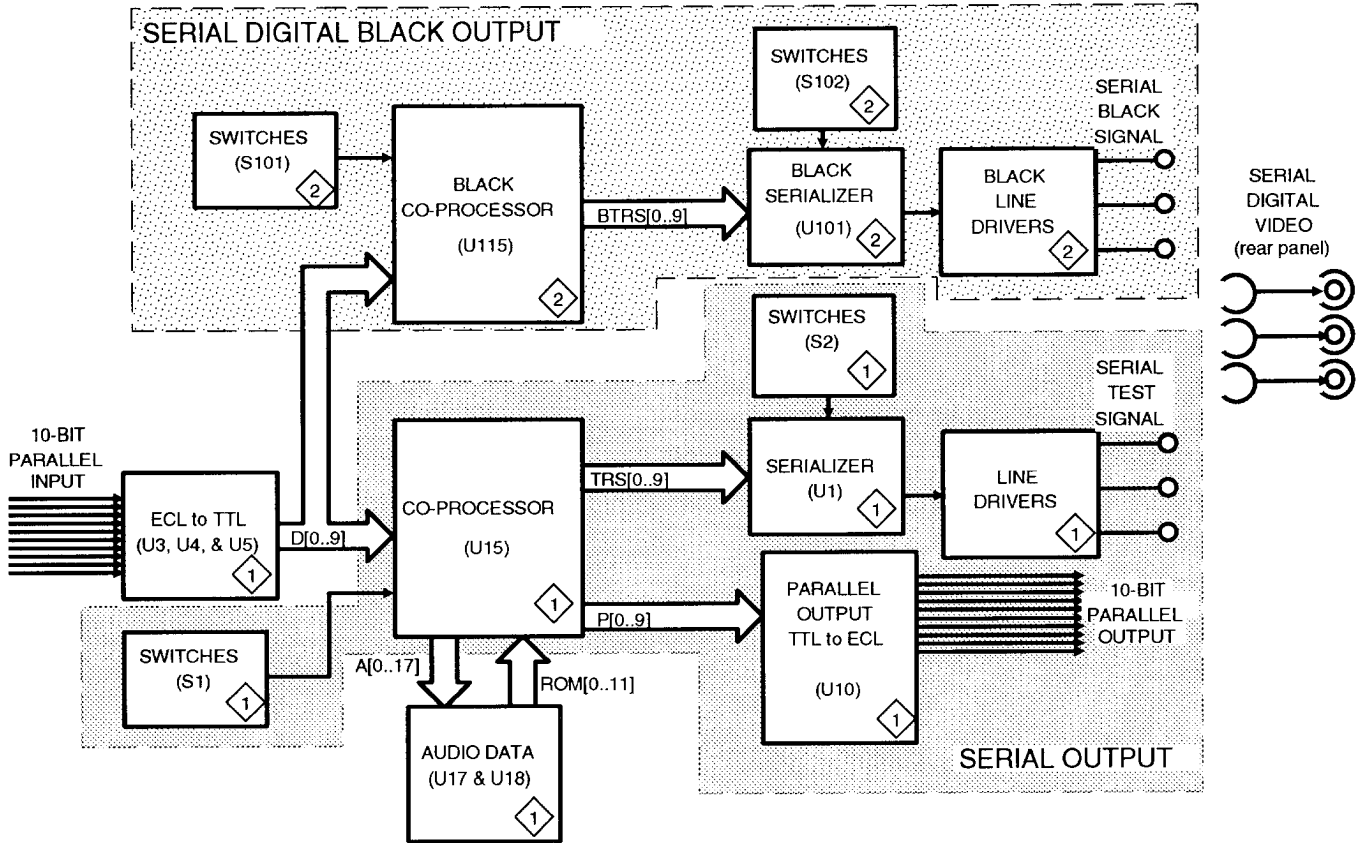 SERIAL DIGITAL BLACK OUTPUT
SWITCHES
(S101)
2
BLACK
CO-PROCESSOR
(U115)
2
BTRS[0..9]
SWITCHES
(S102)
2
BLACK
SERIALIZER
(U101)
2
BLACK
LINE
DRIVERS
2
SERIAL
BLACK
SIGNAL
SERIAL
DIGITAL
VIDEO
(rear panel)
10-BIT
PARALLEL
INPUT
ECL to TTL
(U3, U4, & U5)
1
D[0..9]
SWITCHES
(S1)
1
CO-PROCESSOR
(U15)
1
TRS[0..9]
P[0..9]
A[0..17]
ROM[0..11]
AUDIO DATA
(U17 & U18)
1
SWITCHES
(S2)
1
SERIALIZER
(U1)
1
LINE
DRIVERS
1
SERIAL
TEST
SIGNAL
PARALLEL
OUTPUT
TTL to ECL
(U10)
1
10-BIT
PARALLEL
OUTPUT
SERIAL OUTPUT